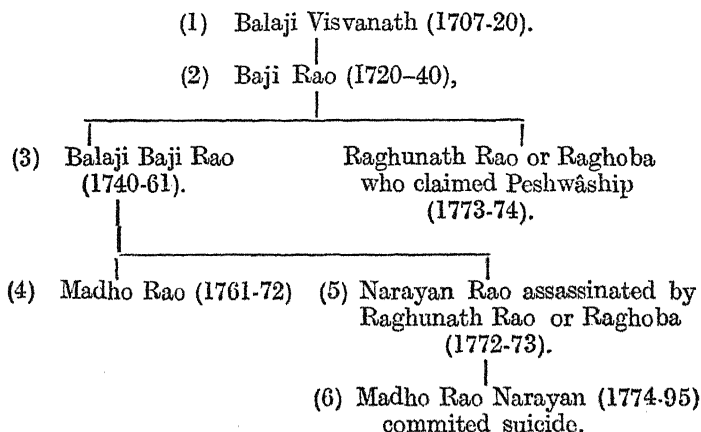 (1) Balaji Visvanath (1707-20).
(2) Baji Rao (1720–40),
(3) Balaji Baji Rao Raghunath Rao or Raghoba
(1740-61). who claimed Peshwâship
(1773-74).
(4) Madho Rao (1761-72) (5) Narayan Rao assassinated by
Raghunath Rao or Raghoba
(1772-73).
(6) Madho Rao Narayan (1774-95)
commited suicide.